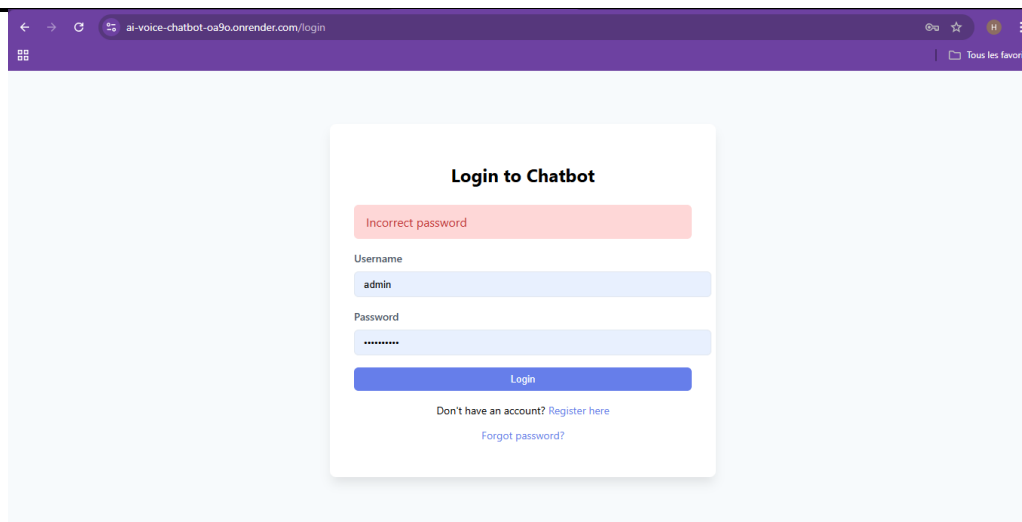 ai-voice-chatbot-oa9o.onrender.com/login
H
Tous les favor
Login to Chatbot
Incorrect password
Username
admin
Password
••••••••••
Login
Don't have an account? Register here
Forgot password?